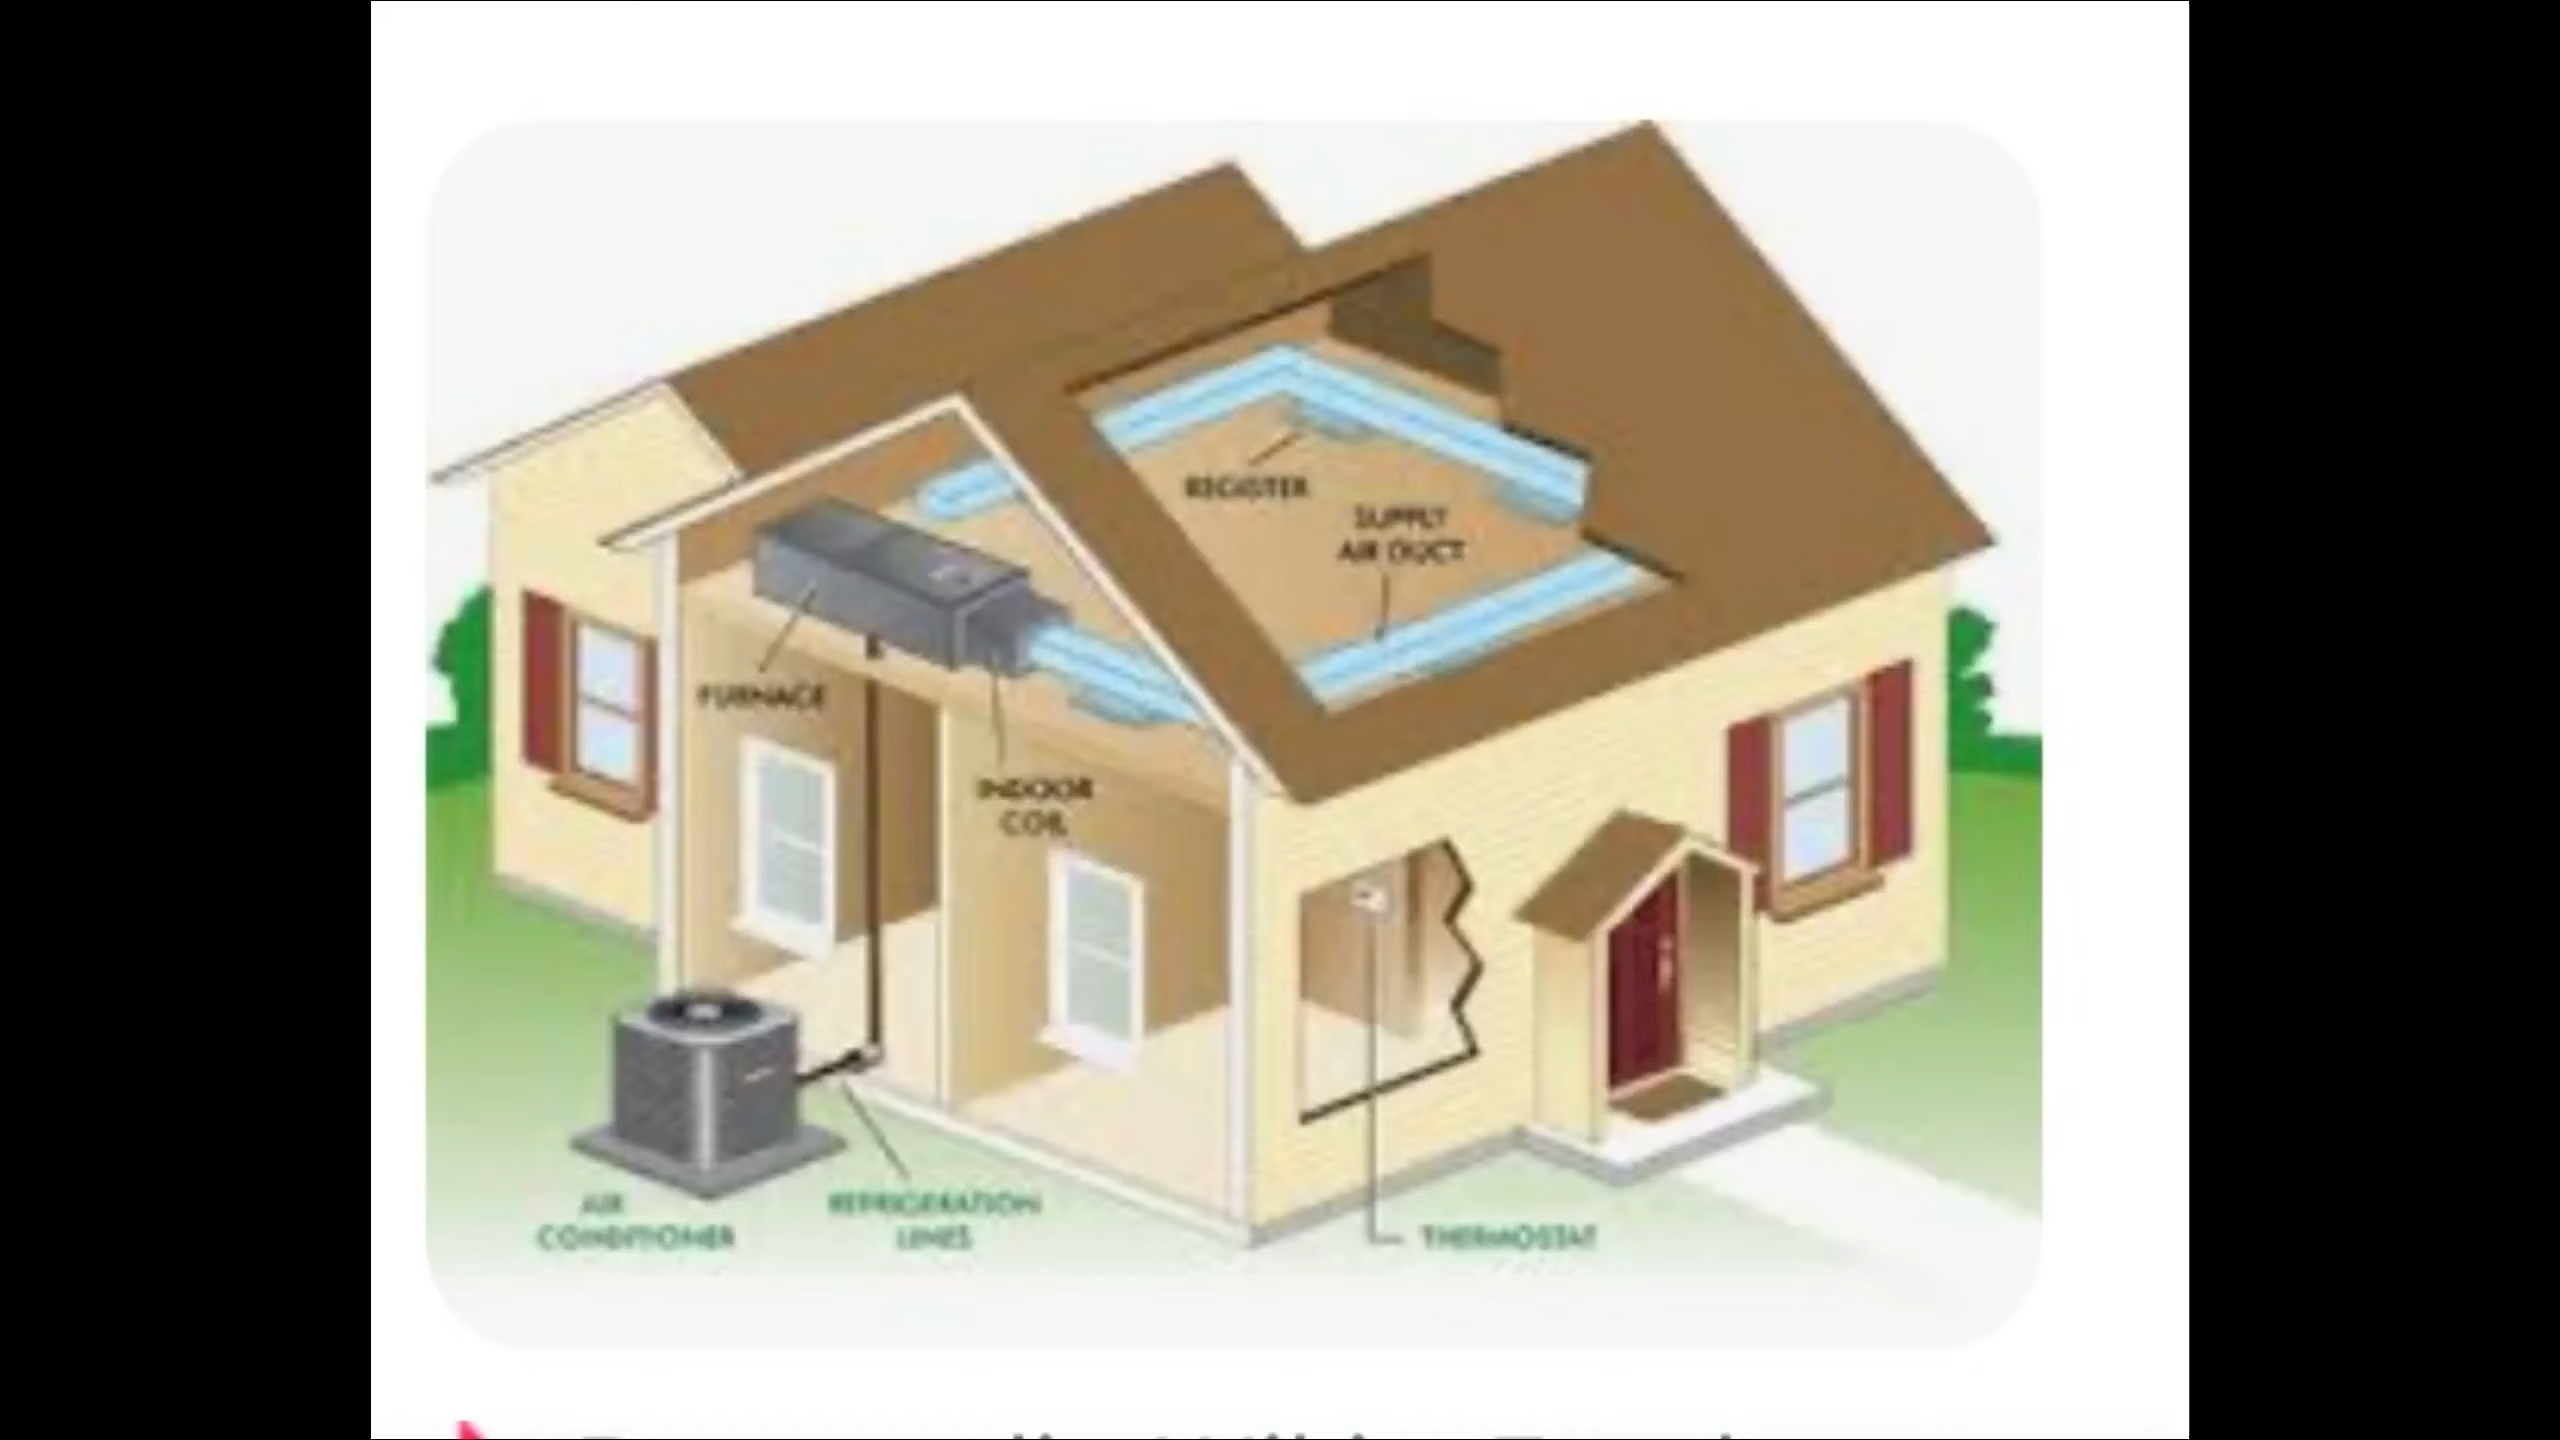 REGISTER
SUPPLY
AIR DUCT
FURNACE
INDOOR
COIL
AIR
CONDITIONER
REFRIGERATION
LINES
THERMOSTAT